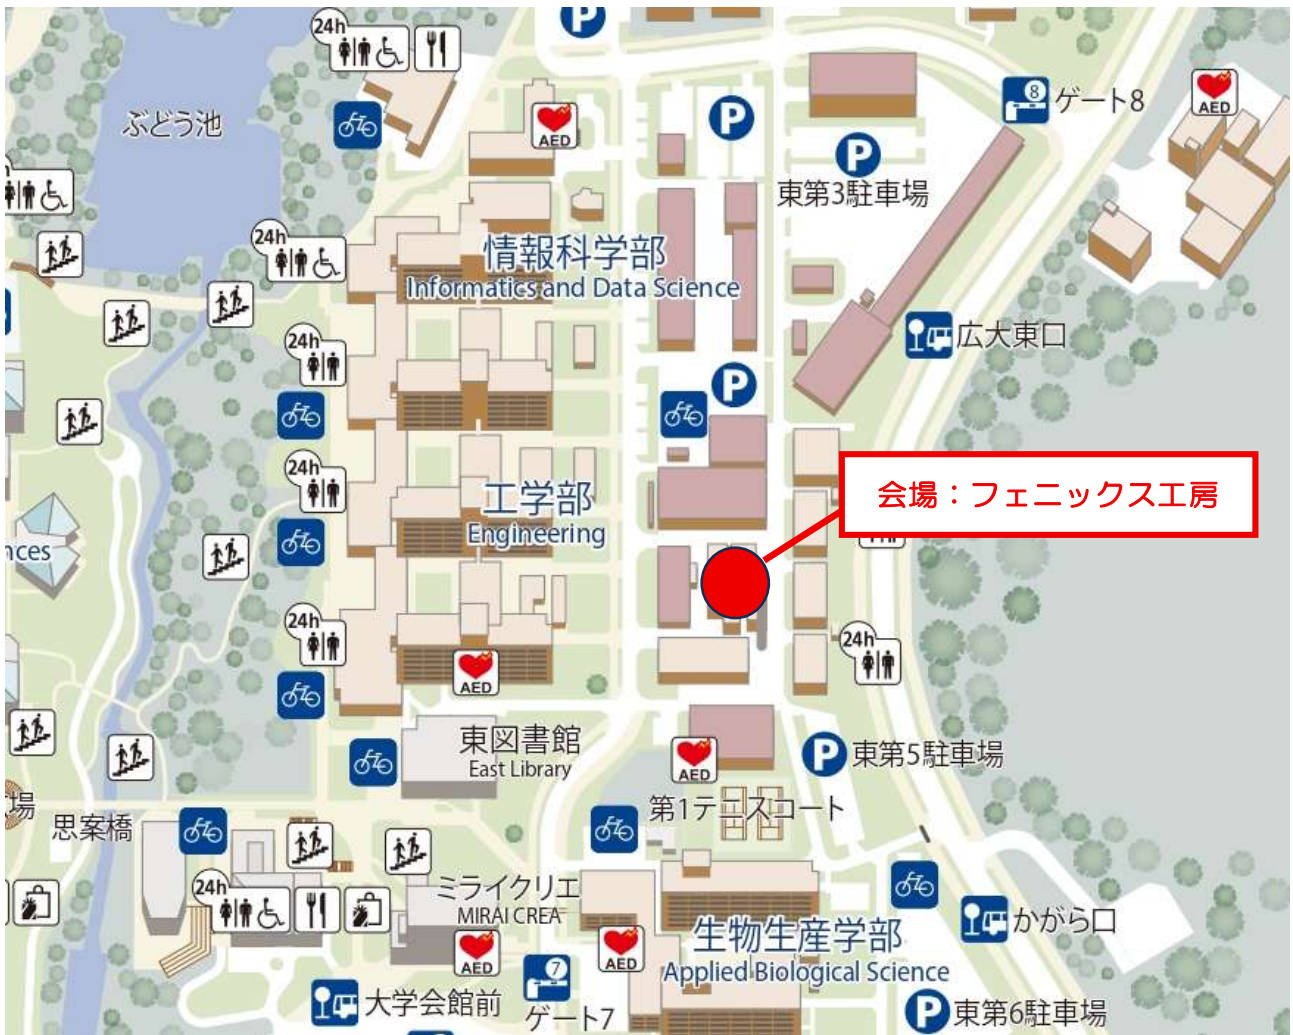 24h
P
ぶどう池
AED
P
8
ゲート8
AED
P
東第3駐車場
24h
情報科学部
Informatics and Data Science
広大東口
24h
P
会場：フェニックス工房
24h
工学部
Engineering
nces
24h
24h
AED
東図書館
East Library
AED
P
東第5駐車場
第1テニスコート
場
思案橋
24h
ミライクリエ
MIRAI CREA
AED
AED
生物生産学部
Applied Biological Science
かがら口
大学会館前
7
ゲート7
P
東第6駐車場